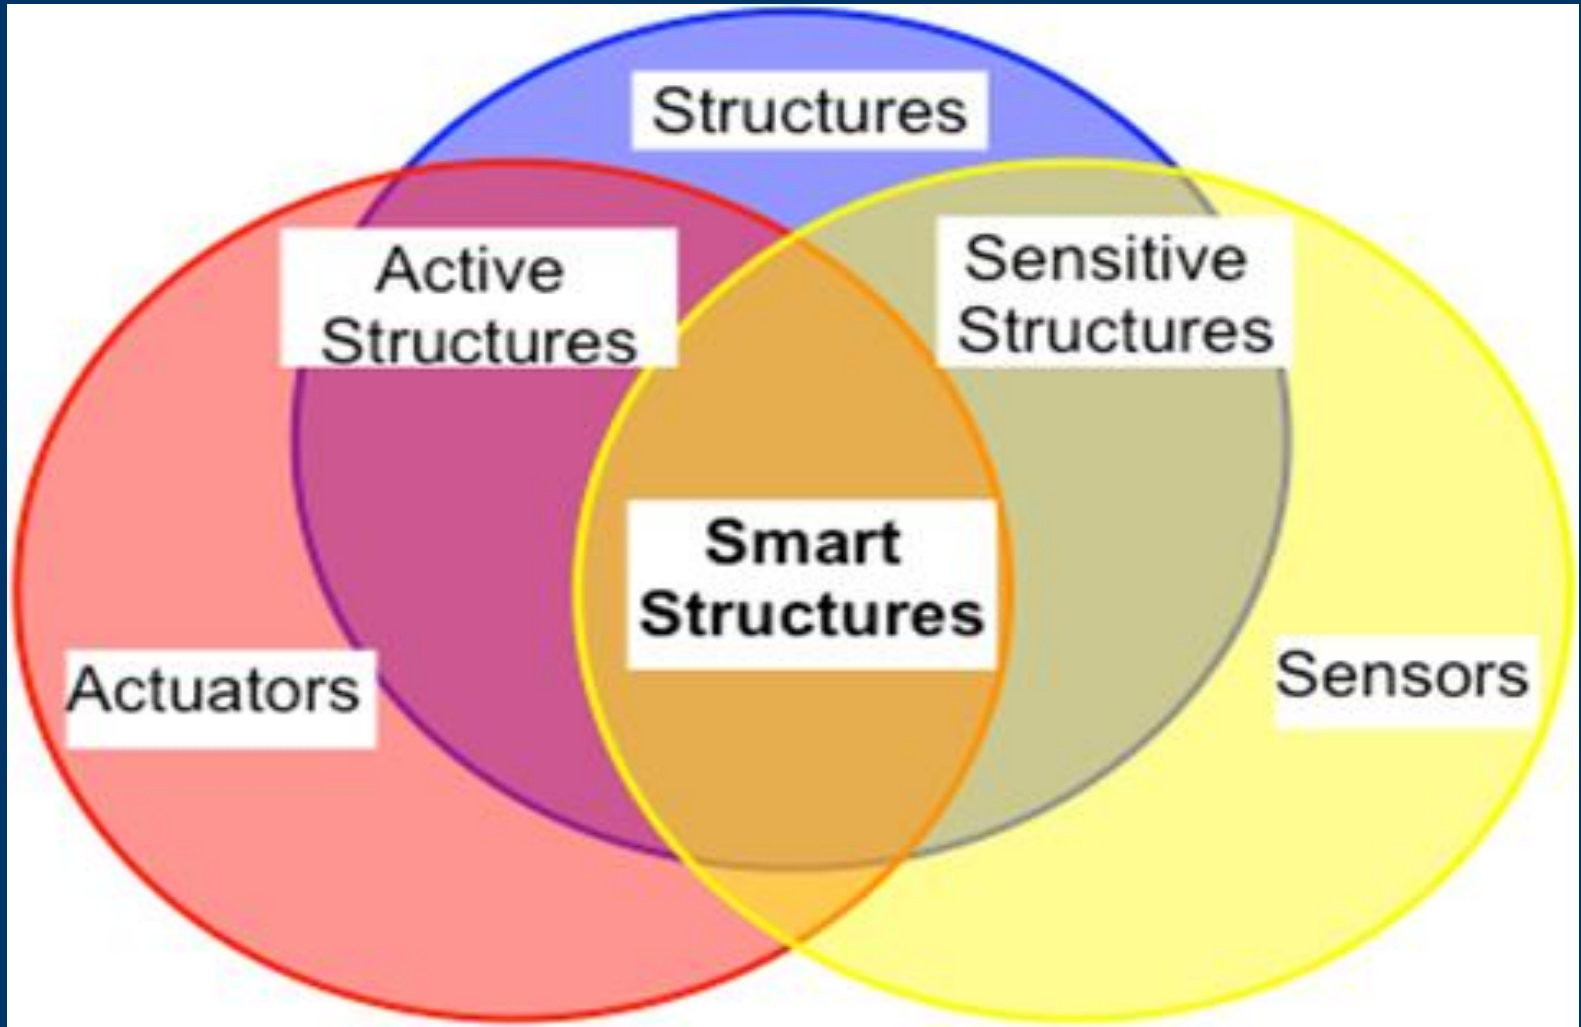 Structures
Active
Structures
Sensitive
Structures
Smart
Structures
Actuators
Sensors